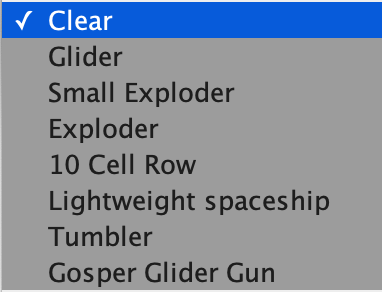 ✓ Clear
Glider
Small Exploder
Exploder
10 Cell Row
Lightweight spaceship
Tumbler
Gosper Glider Gun